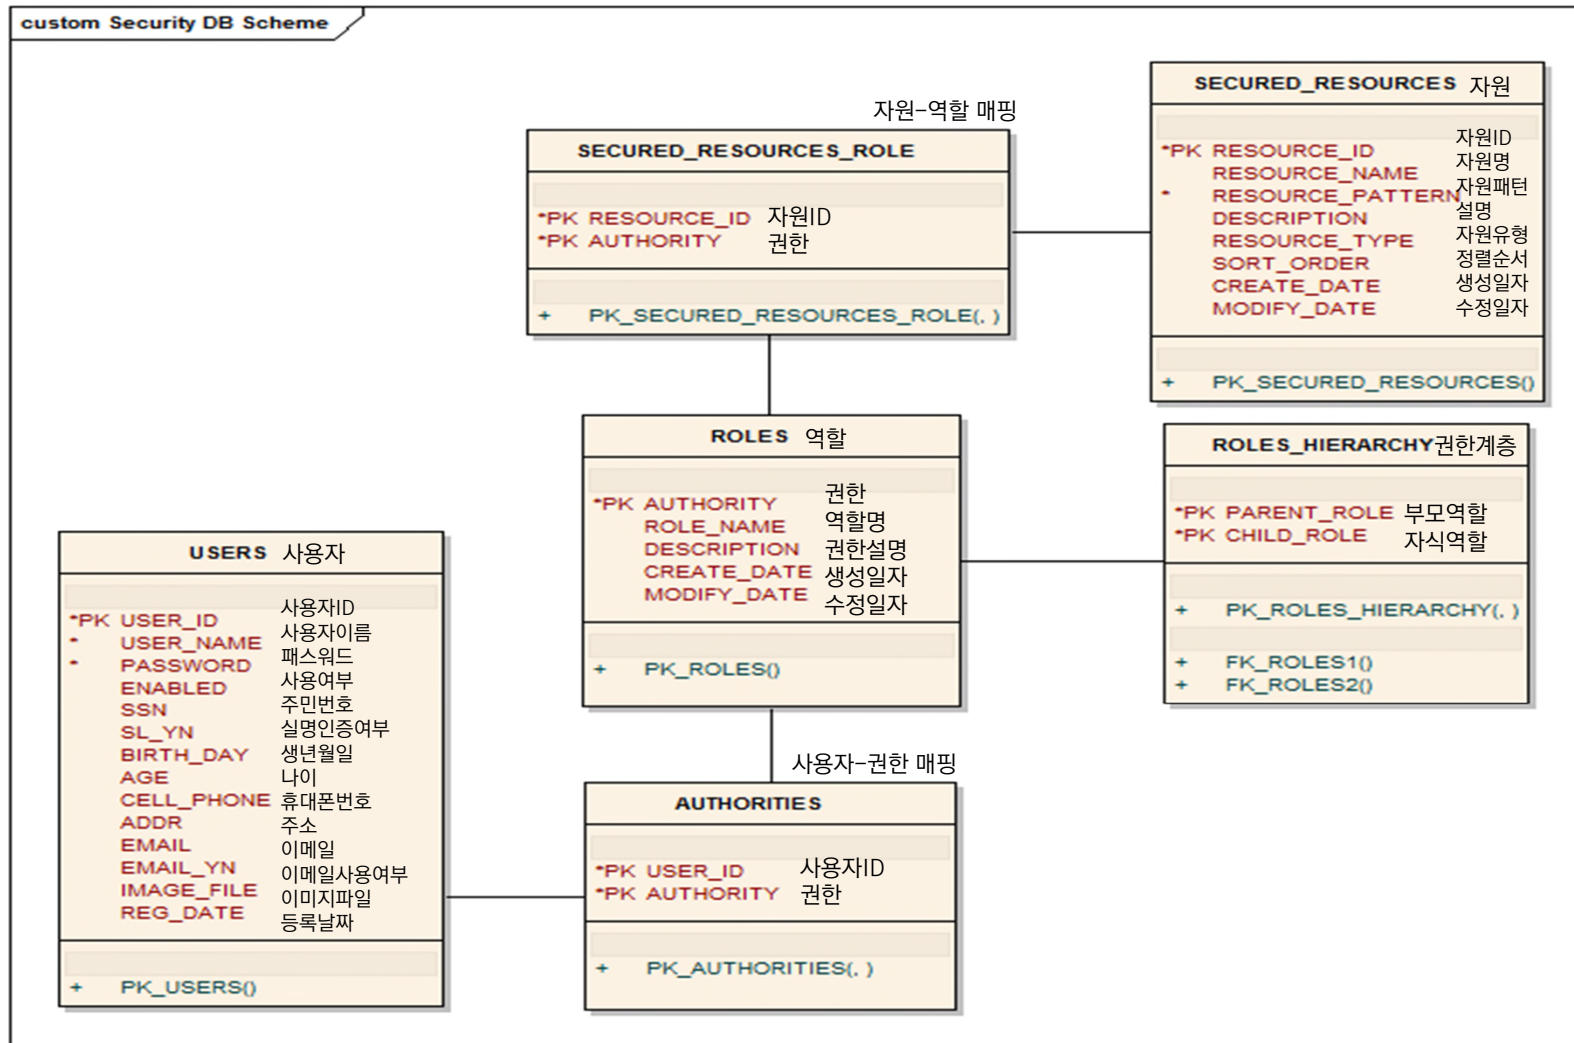 custom Security DB Scheme
자원-역할 매핑
SECURED_RESOURCES_ROLE
*PK RESOURCE_ID 자원ID
*PK AUTHORITY 권한
+ PK_SECURED_RESOURCES_ROLE(, )
SECURED_RESOURCES 자원
*PK RESOURCE_ID 자원ID
RESOURCE_NAME 자원명
* RESOURCE_PATTERN 자원패턴
DESCRIPTION 설명
RESOURCE_TYPE 자원유형
SORT_ORDER 정렬순서
CREATE_DATE 생성일자
MODIFY_DATE 수정일자
+ PK_SECURED_RESOURCES()
ROLES 역할
*PK AUTHORITY 권한
ROLE_NAME 역할명
DESCRIPTION 권한설명
CREATE_DATE 생성일자
MODIFY_DATE 수정일자
+ PK_ROLES()
ROLES_HIERARCHY 권한계층
*PK PARENT_ROLE 부모역할
*PK CHILD_ROLE 자식역할
+ PK_ROLES_HIERARCHY(, )
+ FK_ROLES1()
+ FK_ROLES2()
USERS 사용자
*PK USER_ID 사용자ID
* USER_NAME 사용자이름
* PASSWORD 패스워드
ENABLED 사용여부
SSN 주민번호
SL_YN 실명인증여부
BIRTH_DAY 생년월일
AGE 나이
CELL_PHONE 휴대폰번호
ADDR 주소
EMAIL 이메일
EMAIL_YN 이메일사용여부
IMAGE_FILE 이미지파일
REG_DATE 등록날짜
+ PK_USERS()
사용자-권한 매핑
AUTHORITIES
*PK USER_ID 사용자ID
*PK AUTHORITY 권한
+ PK_AUTHORITIES(, )